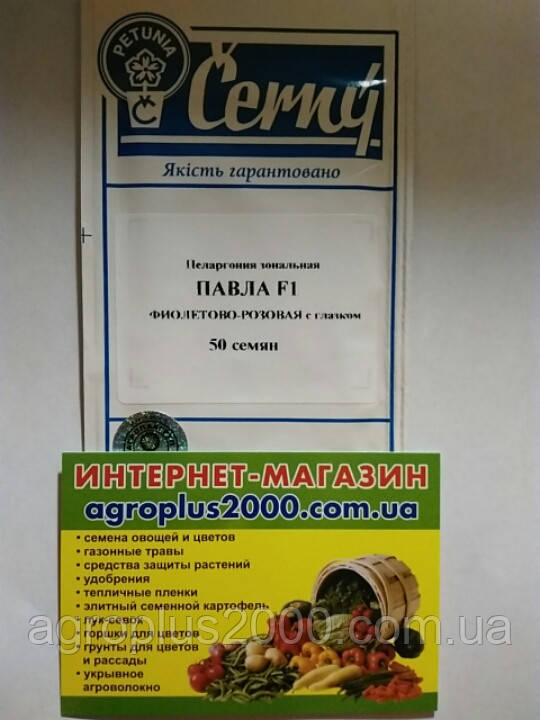 PETUNIA
Č
Černý
Якість гарантовано
Пеларгония зональная
ПАВЛА F1
ФИОЛЕТОВО-РОЗОВАЯ с глазком
50 семян
ИНТЕРНЕТ-МАГАЗИН
agroplus2000.com.ua
• семена овощей и цветов
• газонные травы
• средства защиты растений
• удобрения
• тепличные пленки
• элитный семенной картофель
• лук-севок
• горшки для цветов
• грунты для цветов
и рассады
• укрывное
агроволокно
agroplus2000.com.ua